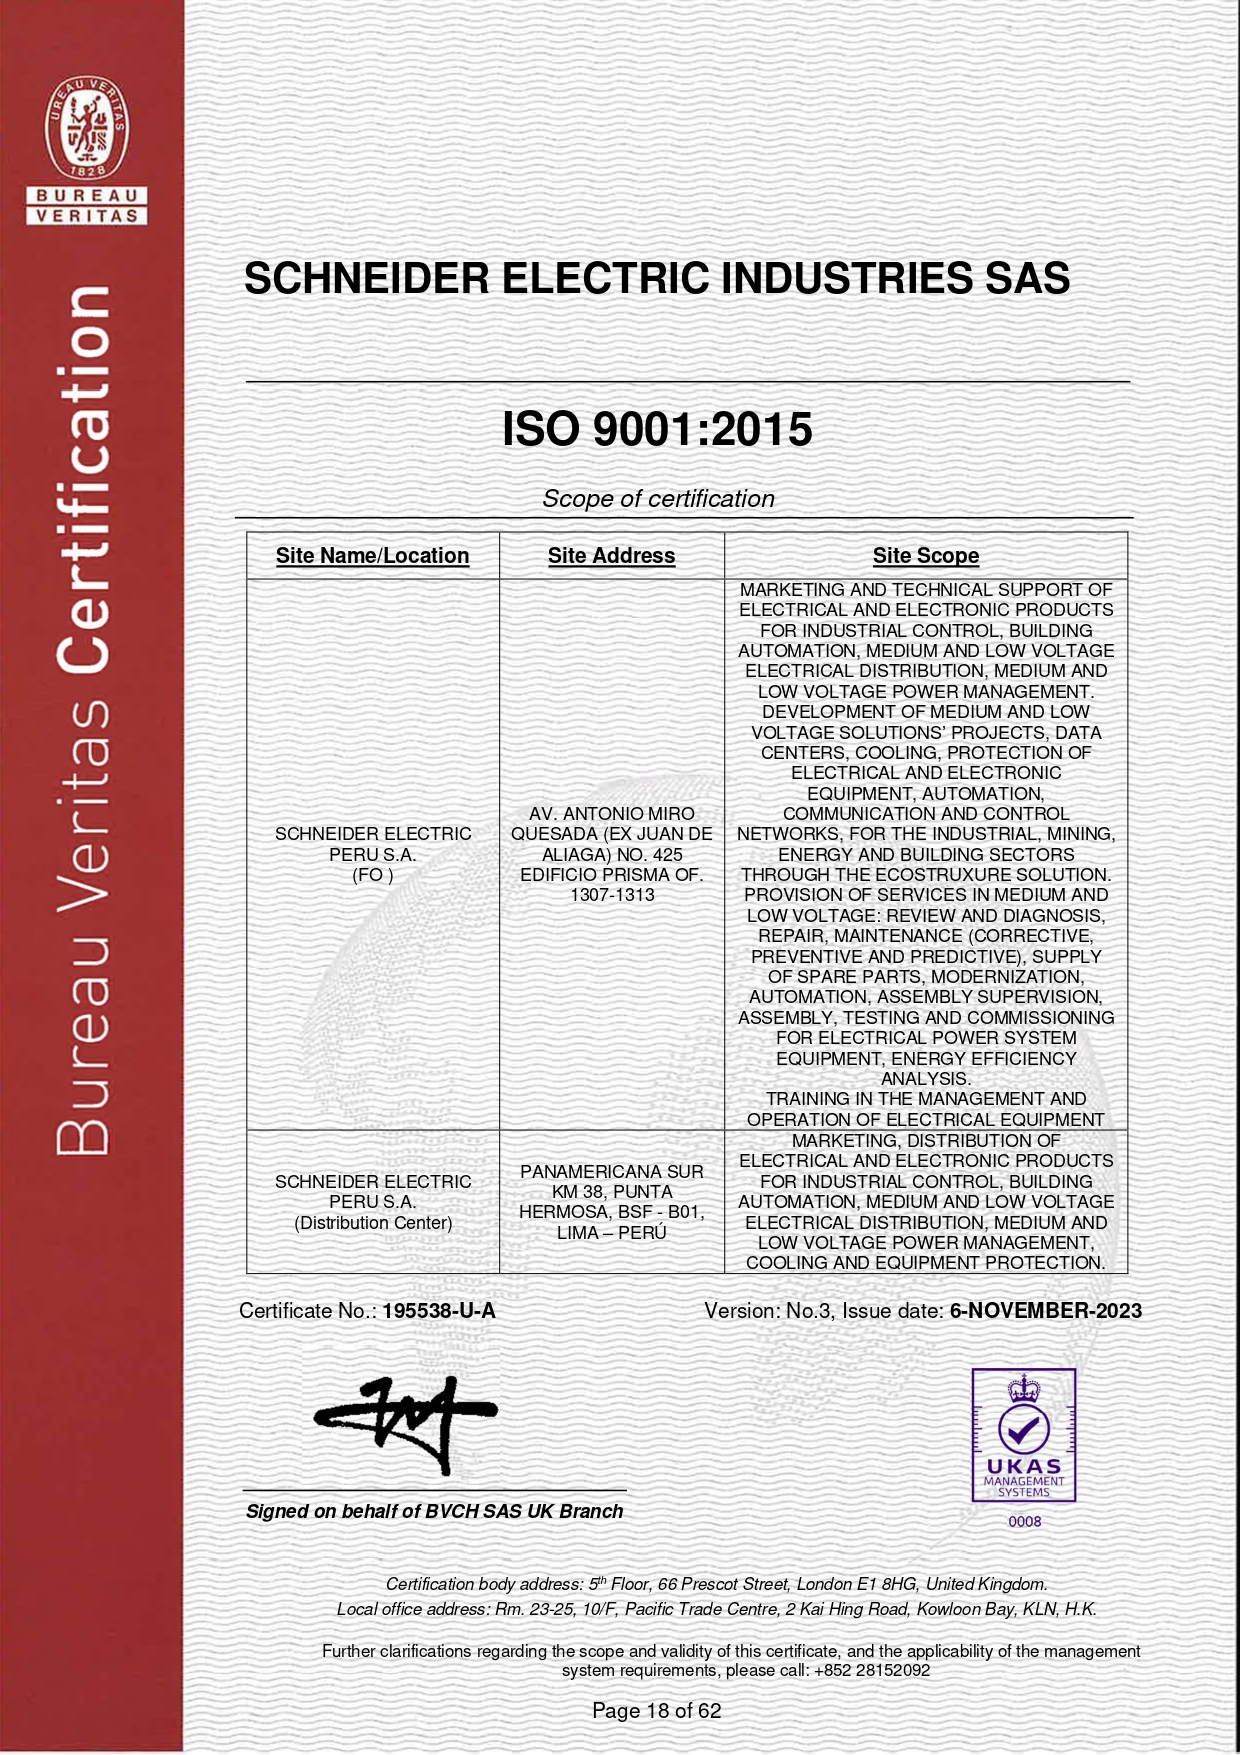 BUREAU VERITAS
1828
BUREAU
VERITAS
Bureau Veritas Certification
SCHNEIDER ELECTRIC INDUSTRIES SAS
ISO 9001:2015
Scope of certification
Site Name/Location
Site Address
Site Scope
SCHNEIDER ELECTRIC
PERU S.A.
(FO )
AV. ANTONIO MIRO
QUESADA (EX JUAN DE
ALIAGA) NO. 425
EDIFICIO PRISMA OF.
1307-1313
MARKETING AND TECHNICAL SUPPORT OF
ELECTRICAL AND ELECTRONIC PRODUCTS
FOR INDUSTRIAL CONTROL, BUILDING
AUTOMATION, MEDIUM AND LOW VOLTAGE
ELECTRICAL DISTRIBUTION, MEDIUM AND
LOW VOLTAGE POWER MANAGEMENT.
DEVELOPMENT OF MEDIUM AND LOW
VOLTAGE SOLUTIONS’ PROJECTS, DATA
CENTERS, COOLING, PROTECTION OF
ELECTRICAL AND ELECTRONIC
EQUIPMENT, AUTOMATION,
COMMUNICATION AND CONTROL
NETWORKS, FOR THE INDUSTRIAL, MINING,
ENERGY AND BUILDING SECTORS
THROUGH THE ECOSTRUXURE SOLUTION.
PROVISION OF SERVICES IN MEDIUM AND
LOW VOLTAGE: REVIEW AND DIAGNOSIS,
REPAIR, MAINTENANCE (CORRECTIVE,
PREVENTIVE AND PREDICTIVE), SUPPLY
OF SPARE PARTS, MODERNIZATION,
AUTOMATION, ASSEMBLY SUPERVISION,
ASSEMBLY, TESTING AND COMMISSIONING
FOR ELECTRICAL POWER SYSTEM
EQUIPMENT, ENERGY EFFICIENCY
ANALYSIS.
TRAINING IN THE MANAGEMENT AND
OPERATION OF ELECTRICAL EQUIPMENT
SCHNEIDER ELECTRIC
PERU S.A.
(Distribution Center)
PANAMERICANA SUR
KM 38, PUNTA
HERMOSA, BSF - B01,
LIMA – PERÚ
MARKETING, DISTRIBUTION OF
ELECTRICAL AND ELECTRONIC PRODUCTS
FOR INDUSTRIAL CONTROL, BUILDING
AUTOMATION, MEDIUM AND LOW VOLTAGE
ELECTRICAL DISTRIBUTION, MEDIUM AND
LOW VOLTAGE POWER MANAGEMENT,
COOLING AND EQUIPMENT PROTECTION.
Certificate No.: 195538-U-A
Version: No.3, Issue date: 6-NOVEMBER-2023
UKAS
MANAGEMENT
SYSTEMS
0008
Signed on behalf of BVCH SAS UK Branch
Certification body address: 5th Floor, 66 Prescot Street, London E1 8HG, United Kingdom.
Local office address: Rm. 23-25, 10/F, Pacific Trade Centre, 2 Kai Hing Road, Kowloon Bay, KLN, H.K.
Further clarifications regarding the scope and validity of this certificate, and the applicability of the management
system requirements, please call: +852 28152092
Page 18 of 62